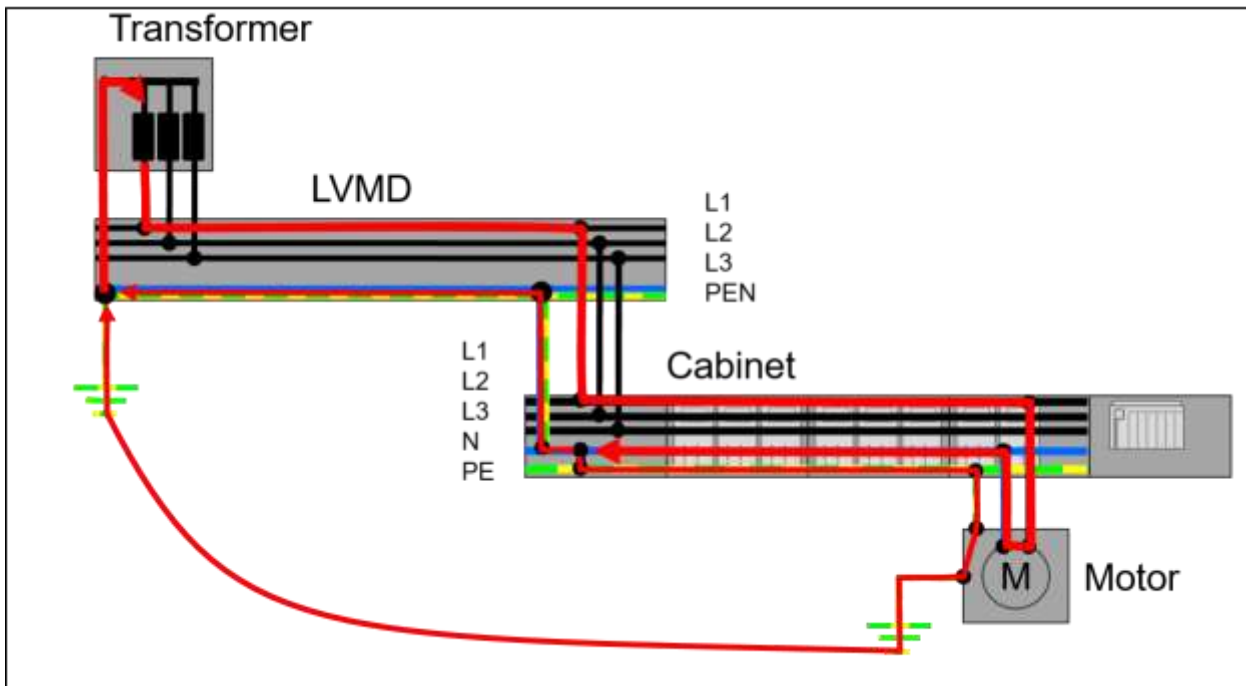 Transformer
LVMD
L1
L2
L3
PEN
L1
L2
L3
N
PE
Cabinet
M
Motor